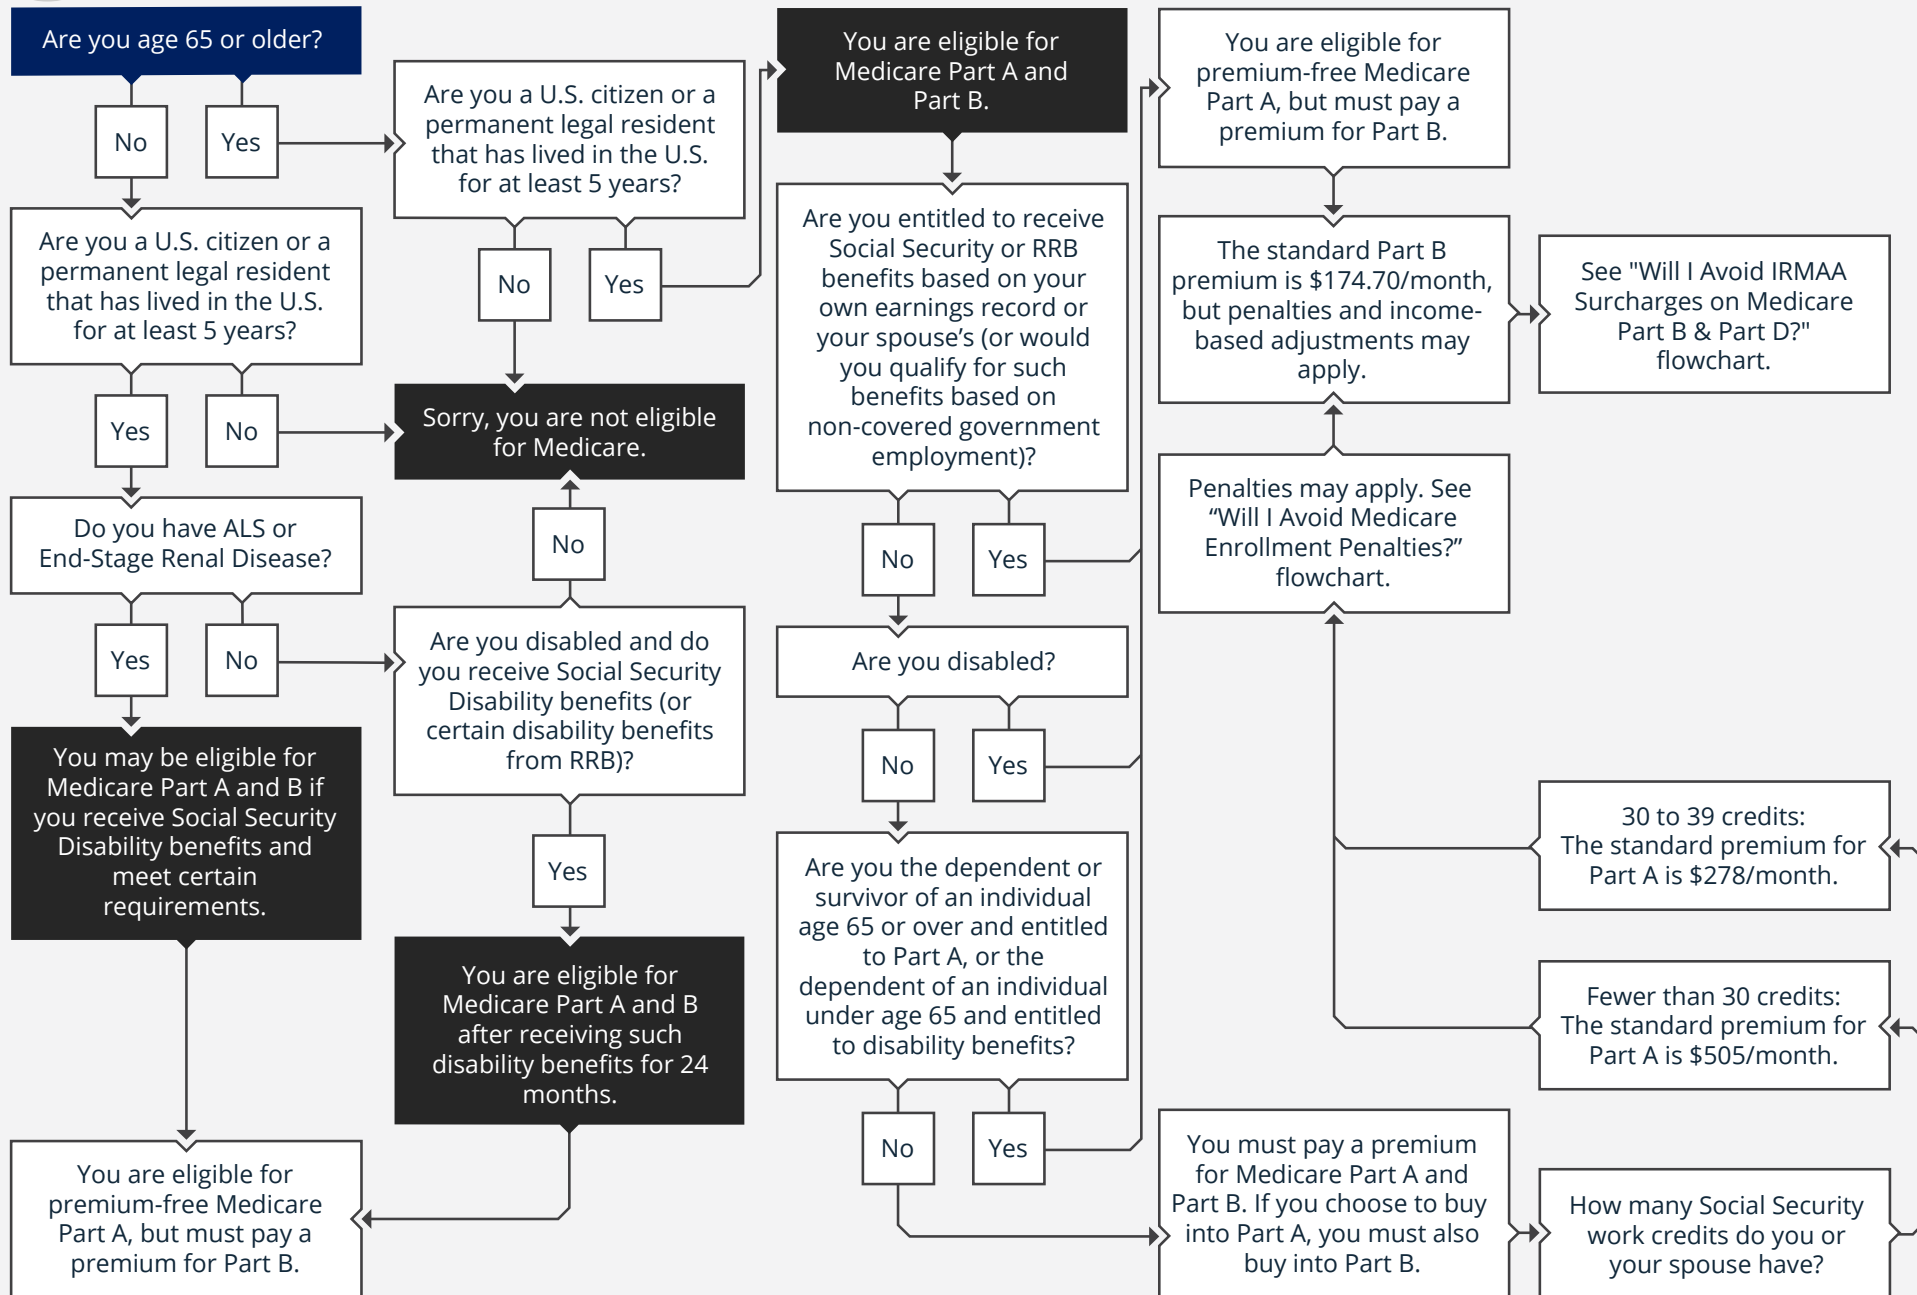 Are you age 65 or older?
No
Yes
Are you a U.S. citizen or a
permanent legal resident
that has lived in the U.S.
for at least 5 years?
Yes
No
Do you have ALS or
End-Stage Renal Disease?
Yes
No
You may be eligible for
Medicare Part A and B if
you receive Social Security
Disability benefits and
meet certain
requirements.
You are eligible for
premium-free Medicare
Part A, but must pay a
premium for Part B.
Are you a U.S. citizen or a
permanent legal resident
that has lived in the U.S.
for at least 5 years?
No
Yes
Sorry, you are not eligible
for Medicare.
No
Are you disabled and do
you receive Social Security
Disability benefits (or
certain disability benefits
from RRB)?
Yes
You are eligible for
Medicare Part A and B
after receiving such
disability benefits for 24
months.
You are eligible for
Medicare Part A and
Part B.
Are you entitled to receive
Social Security or RRB
benefits based on your
own earnings record or
your spouse’s (or would
you qualify for such
benefits based on
non-covered government
employment)?
No
Yes
Are you disabled?
No
Yes
Are you the dependent or
survivor of an individual
age 65 or over and entitled
to Part A, or the
dependent of an individual
under age 65 and entitled
to disability benefits?
No
Yes
You are eligible for
premium-free Medicare
Part A, but must pay a
premium for Part B.
The standard Part B
premium is $174.70/month,
but penalties and income-
based adjustments may
apply.
See "Will I Avoid IRMAA
Surcharges on Medicare
Part B & Part D?"
flowchart.
Penalties may apply. See
“Will I Avoid Medicare
Enrollment Penalties?”
flowchart.
30 to 39 credits:
The standard premium for
Part A is $278/month.
Fewer than 30 credits:
The standard premium for
Part A is $505/month.
You must pay a premium
for Medicare Part A and
Part B. If you choose to buy
into Part A, you must also
buy into Part B.
How many Social Security
work credits do you or
your spouse have?